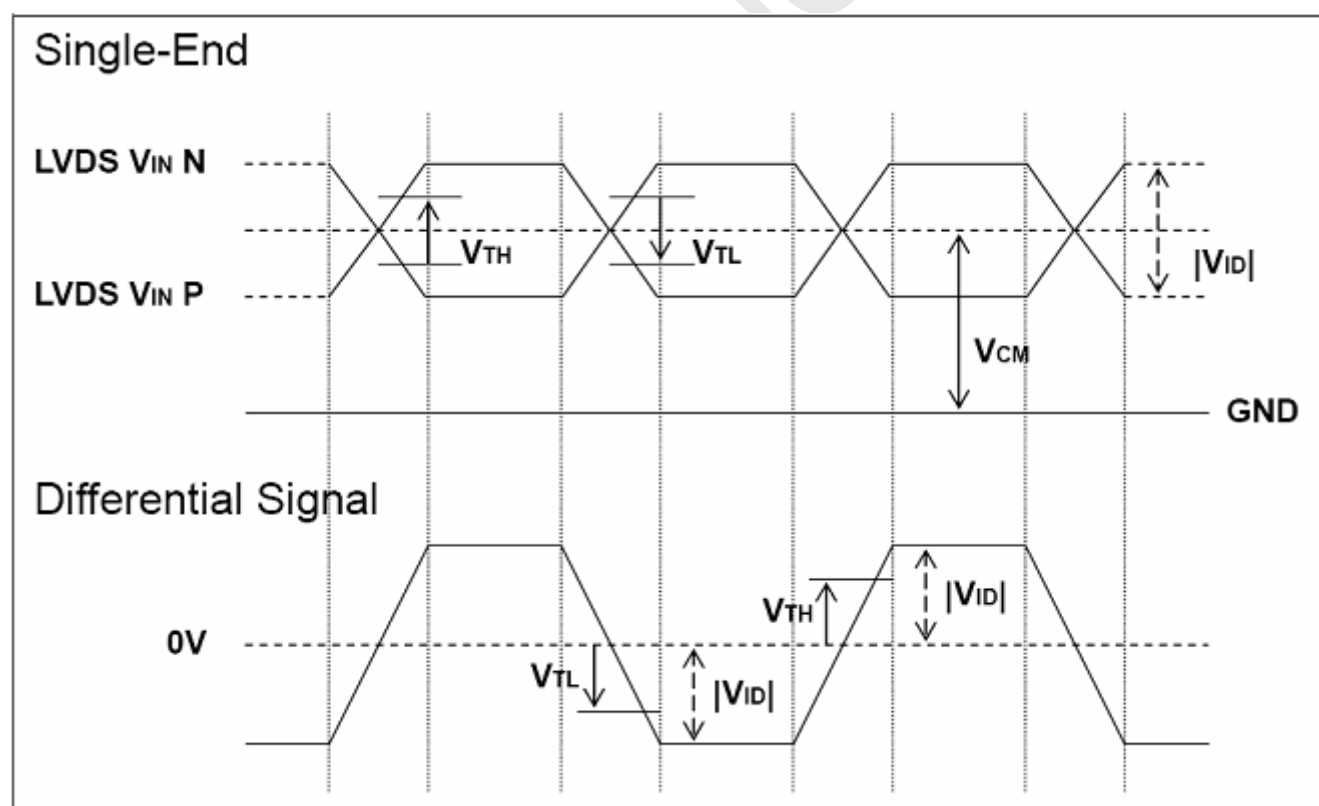 Single-End
LVDS VIN N
VTH
VTL
|VID|
LVDS VIN P
VCM
GND
Differential Signal
VTH
|VID|
0V
VTL
|VID|